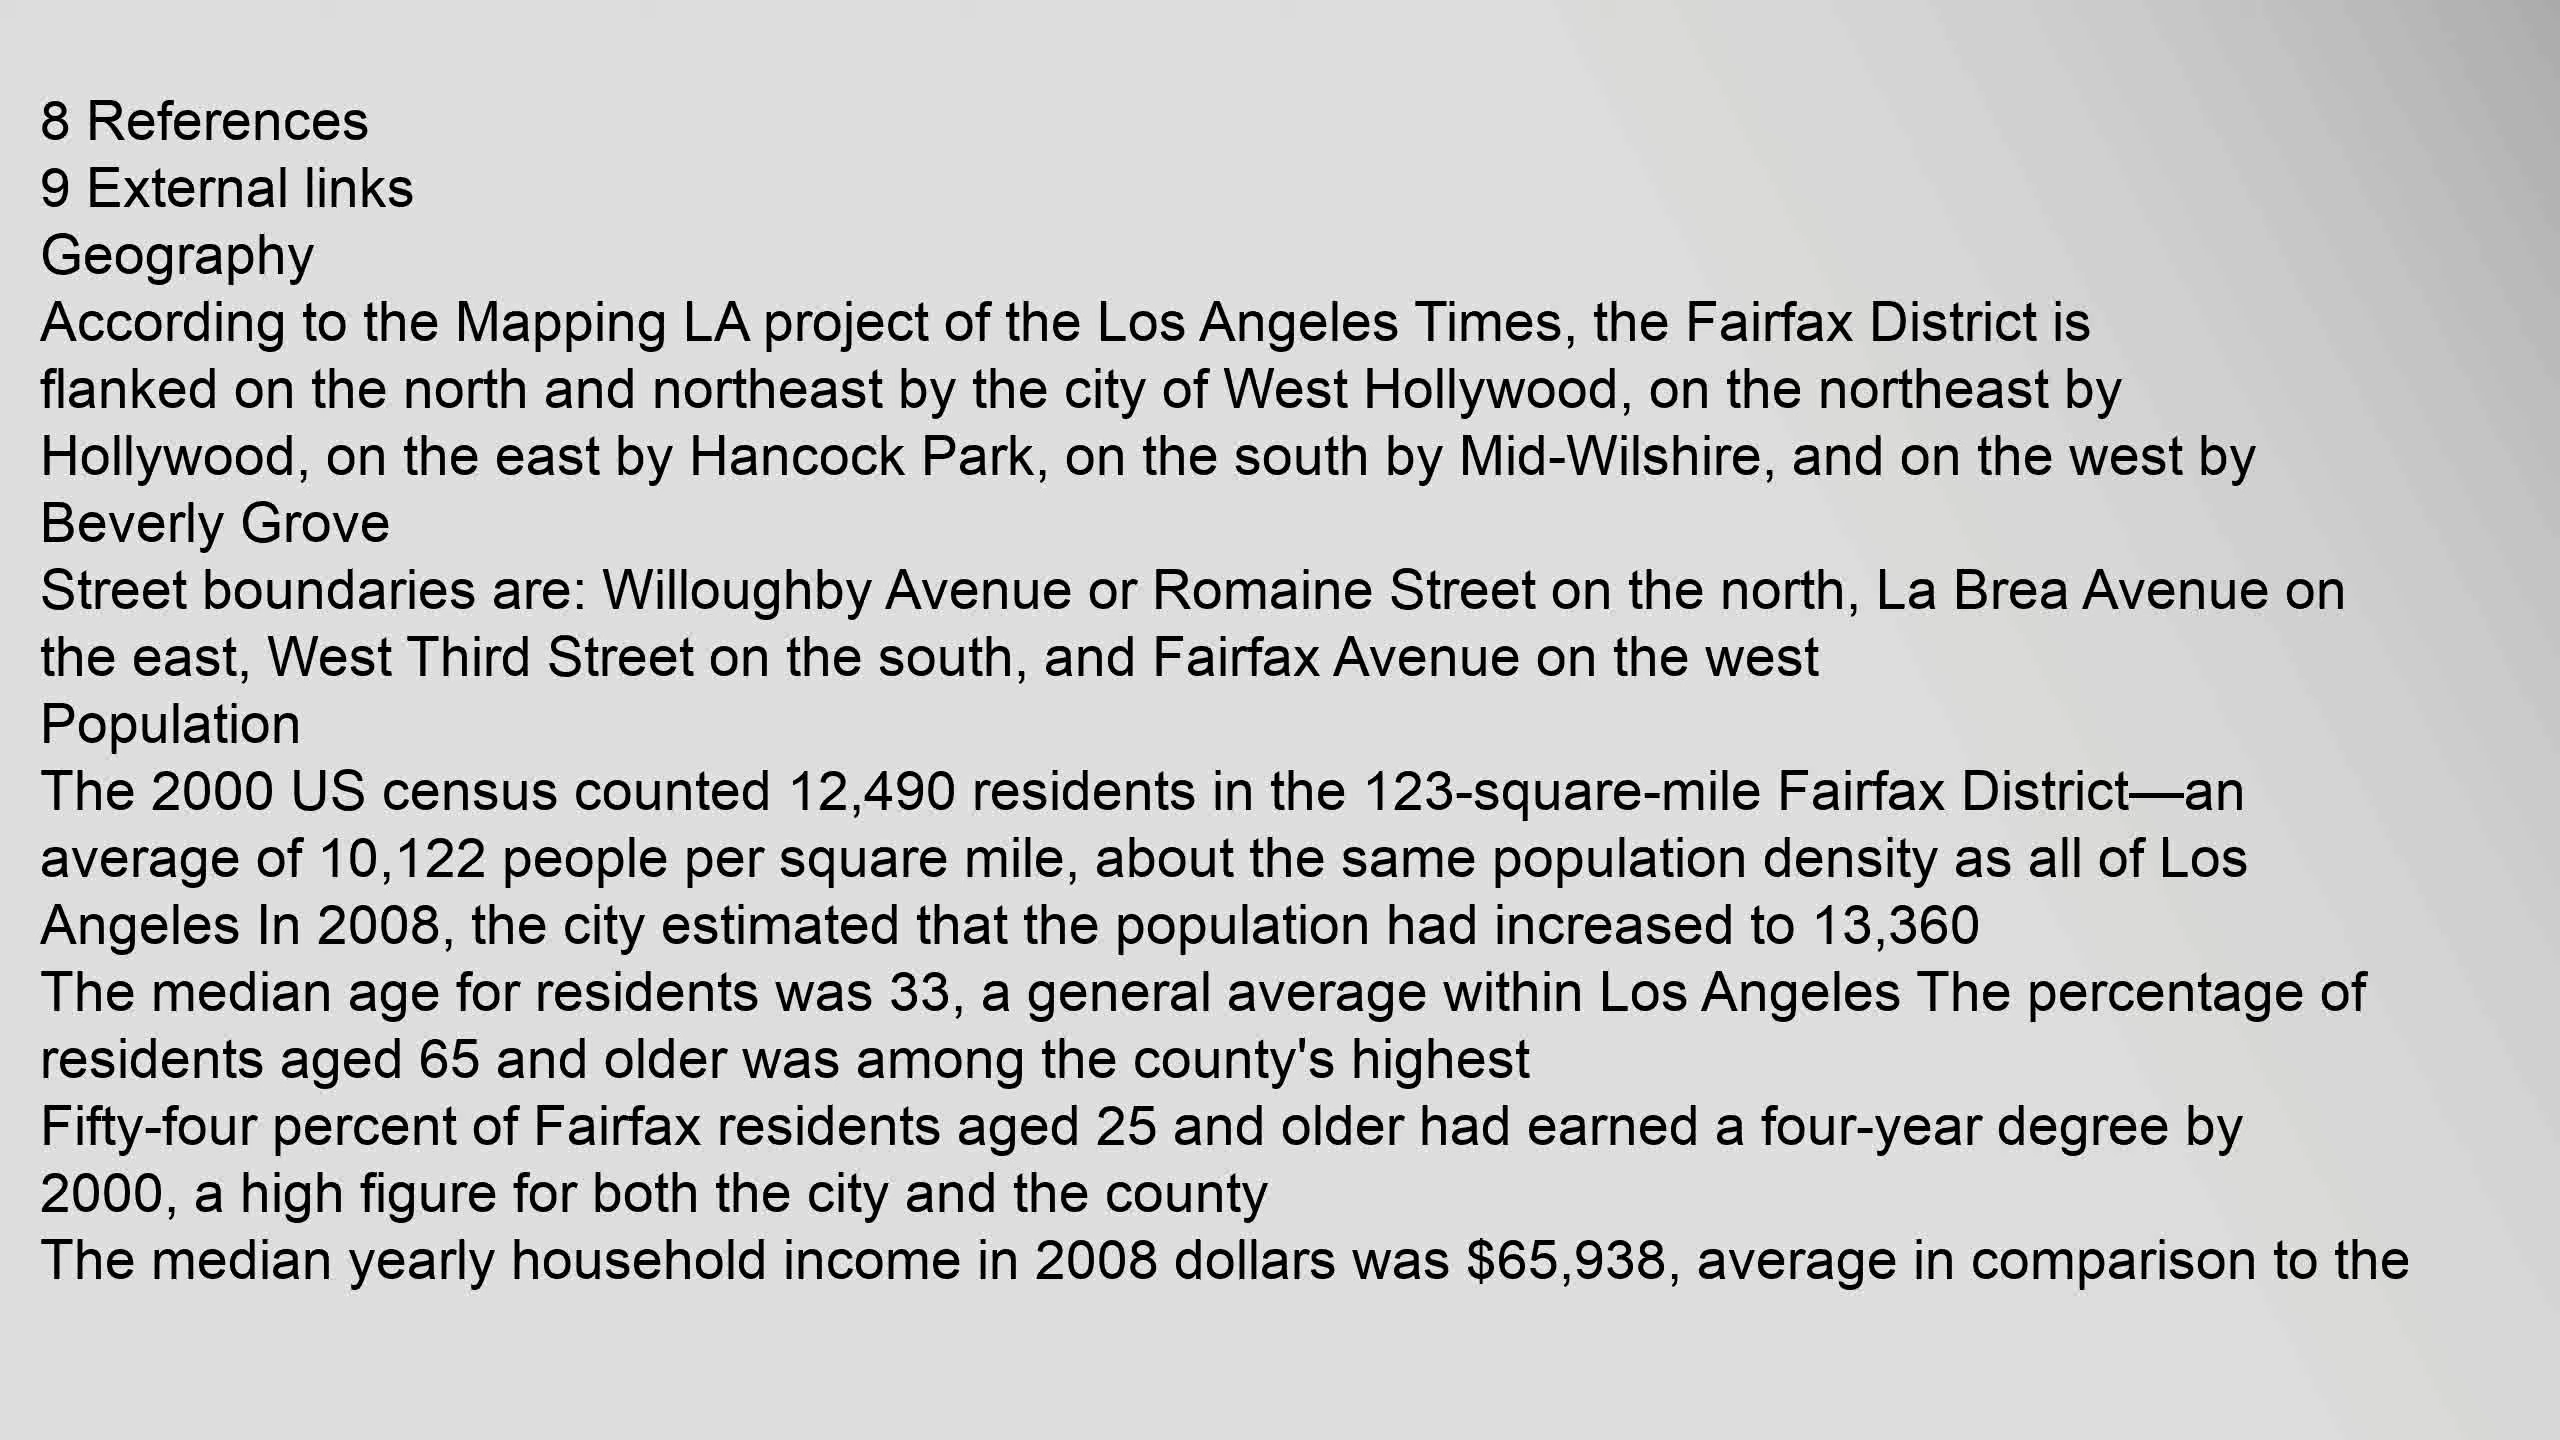 8 References
9 External links
Geography
According to the Mapping LA project of the Los Angeles Times, the Fairfax District is
flanked on the north and northeast by the city of West Hollywood, on the northeast by
Hollywood, on the east by Hancock Park, on the south by Mid-Wilshire, and on the west by
Beverly Grove
Street boundaries are: Willoughby Avenue or Romaine Street on the north, La Brea Avenue on
the east, West Third Street on the south, and Fairfax Avenue on the west
Population
The 2000 US census counted 12,490 residents in the 123-square-mile Fairfax District—an
average of 10,122 people per square mile, about the same population density as all of Los
Angeles In 2008, the city estimated that the population had increased to 13,360
The median age for residents was 33, a general average within Los Angeles The percentage of
residents aged 65 and older was among the county's highest
Fifty-four percent of Fairfax residents aged 25 and older had earned a four-year degree by
2000, a high figure for both the city and the county
The median yearly household income in 2008 dollars was $65,938, average in comparison to the